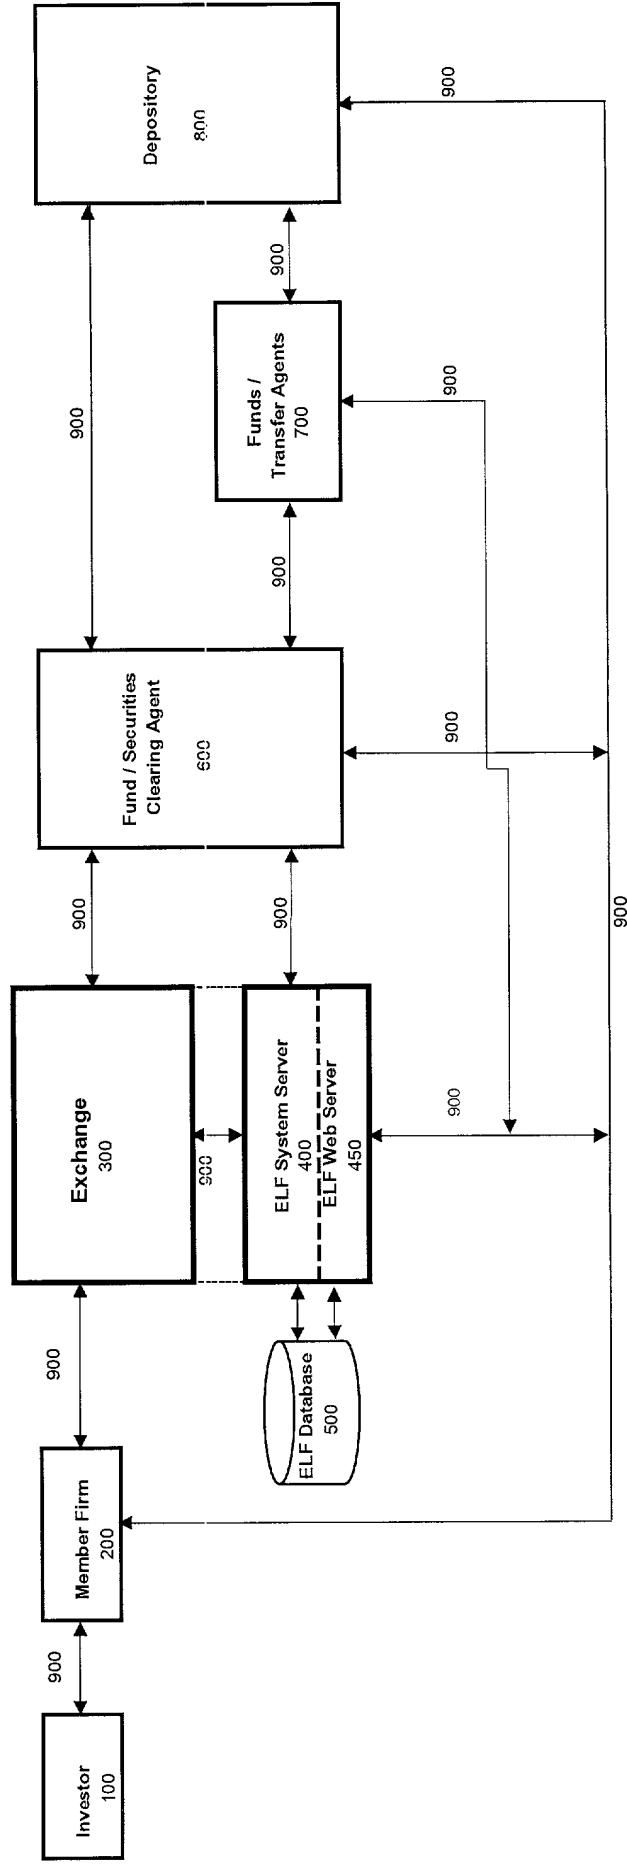 Investor
100
900
Member Firm
200
900
Exchange
300
900
ELF System Server
400
ELF Web Server
450
ELF Database
500
900
900
900
Fund / Securities
Clearing Agent
600
900
900
900
900
Funds /
Transfer Agents
700
900
900
Depository
800
900
900